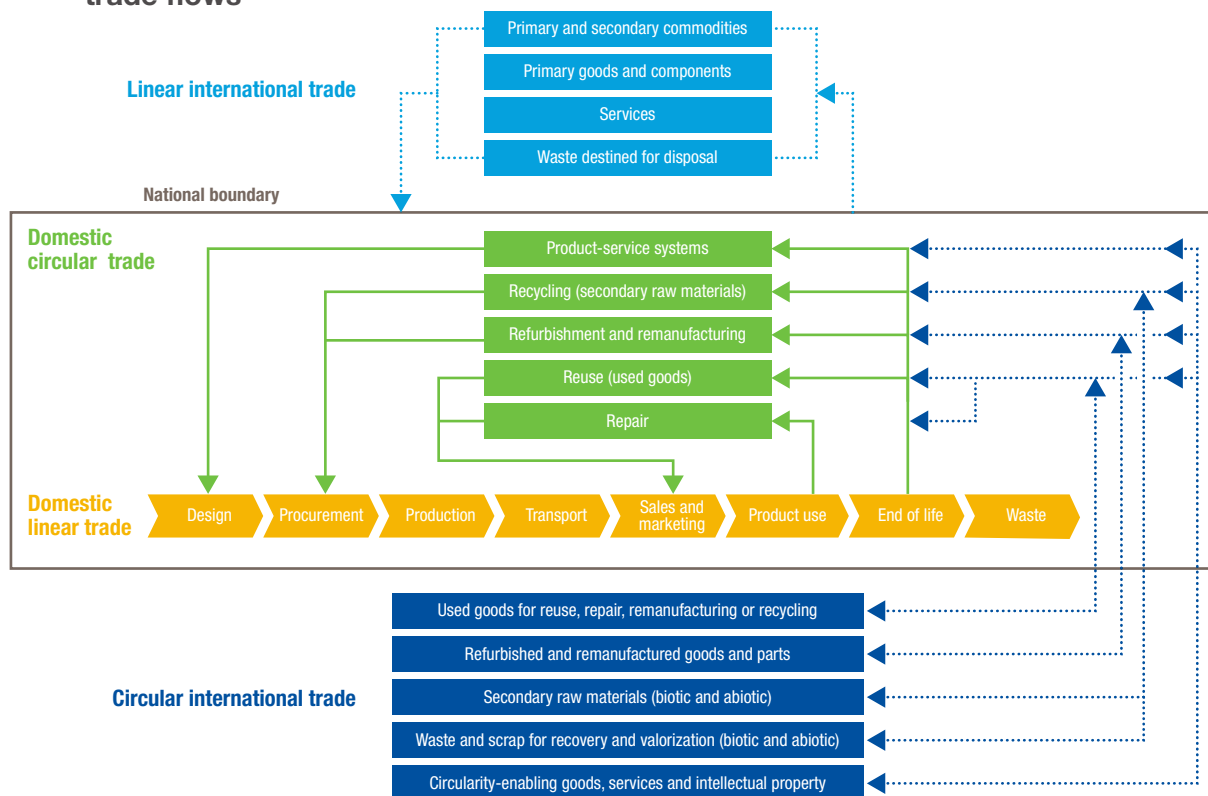 trade flows
Primary and secondary commodities
Linear international trade
Primary goods and components
Services
Waste destined for disposal
National boundary
Domestic
circular trade
Product-service systems
Recycling (secondary raw materials)
Refurbishment and remanufacturing
Reuse (used goods)
Repair
Domestic
linear trade
Design
Procurement
Production
Transport
Sales and
marketing
Product use
End of life
Waste
Used goods for reuse, repair, remanufacturing or recycling
Refurbished and remanufactured goods and parts
Circular international trade
Secondary raw materials (biotic and abiotic)
Waste and scrap for recovery and valorization (biotic and abiotic)
Circularity-enabling goods, services and intellectual property